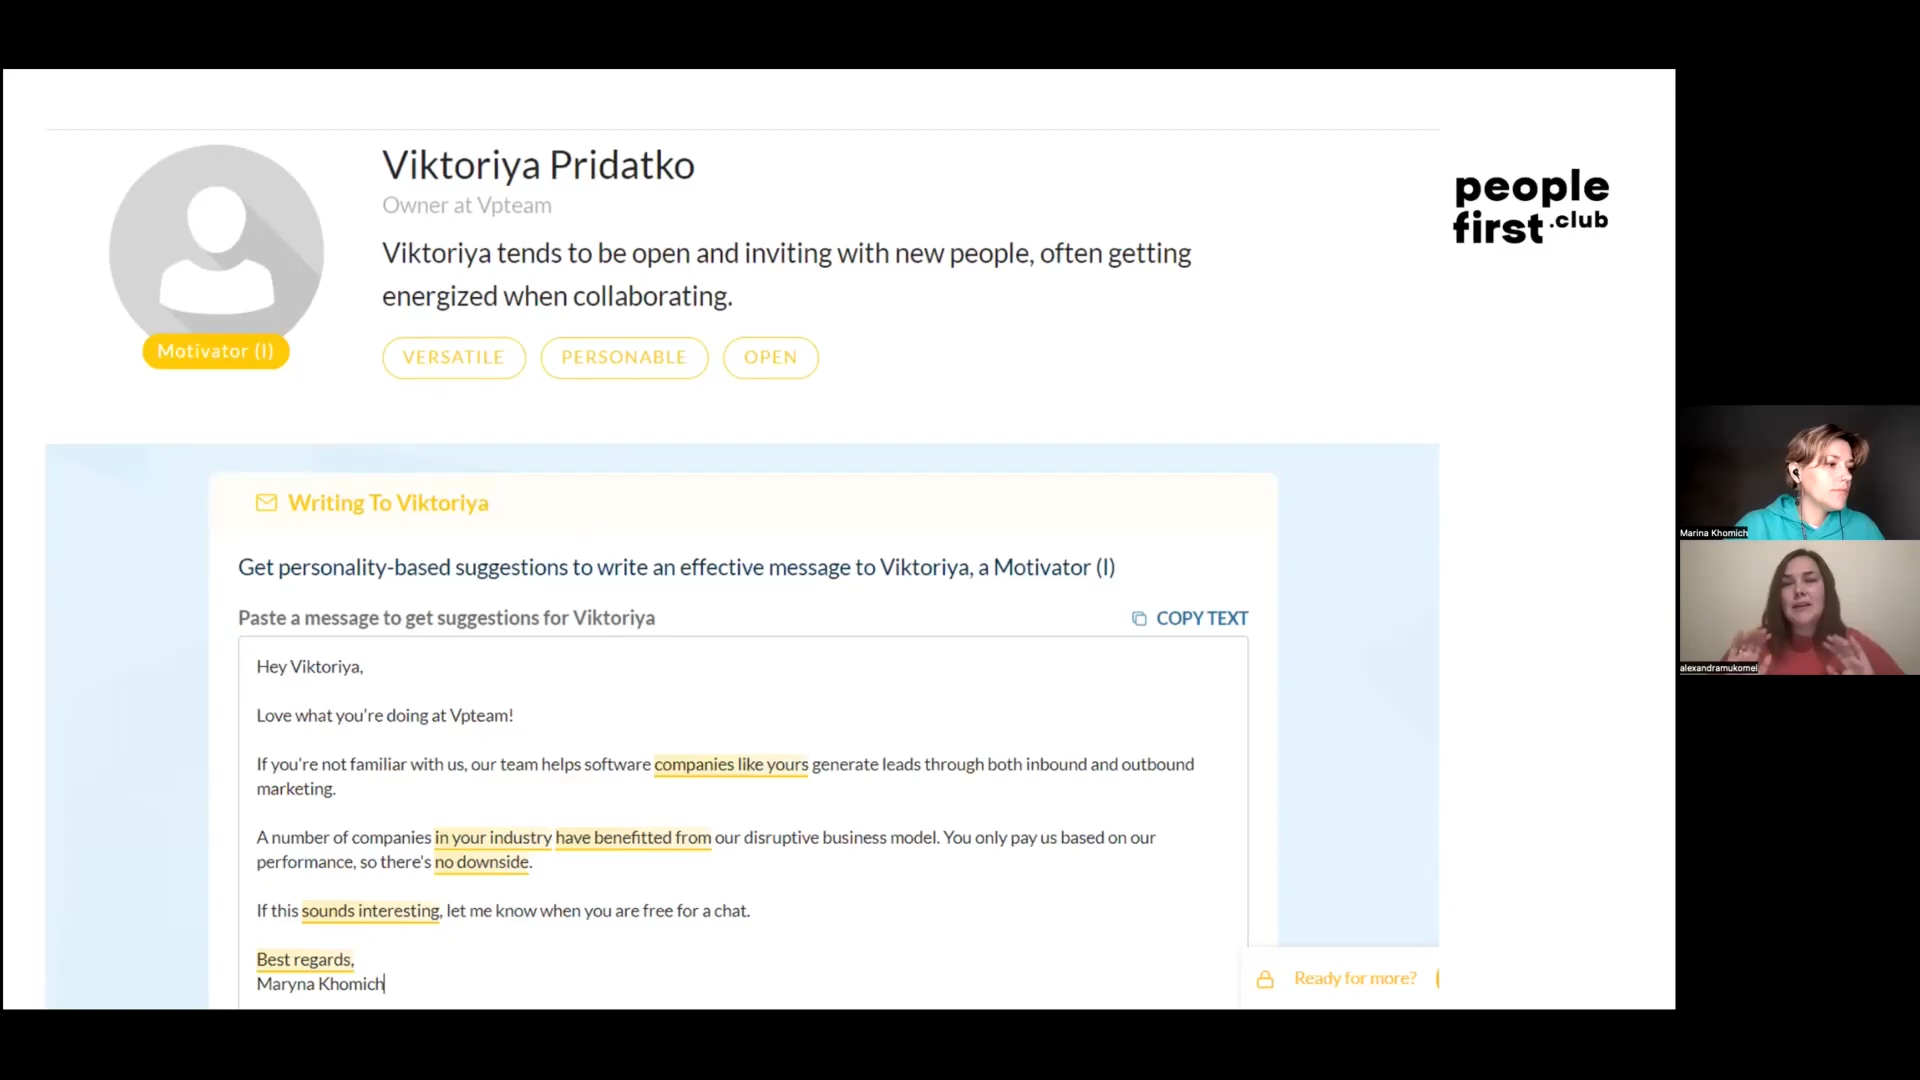 Viktoriya Pridatko
Owner at Vpteam
Viktoriya tends to be open and inviting with new people, often getting
energized when collaborating.
Motivator (I)
VERSATILE
PERSONABLE
OPEN
people
first.club
Writing To Viktoriya
Get personality-based suggestions to write an effective message to Viktoriya, a Motivator (I)
Paste a message to get suggestions for Viktoriya
COPY TEXT
Hey Viktoriya,
Love what you're doing at Vpteam!
If you're not familiar with us, our team helps software companies like yours generate leads through both inbound and outbound
marketing.
A number of companies in your industry have benefitted from our disruptive business model. You only pay us based on our
performance, so there's no downside.
If this sounds interesting, let me know when you are free for a chat.
Best regards,
Maryna Khomich
Ready for more?
Marina Khomich
alexandramukomel